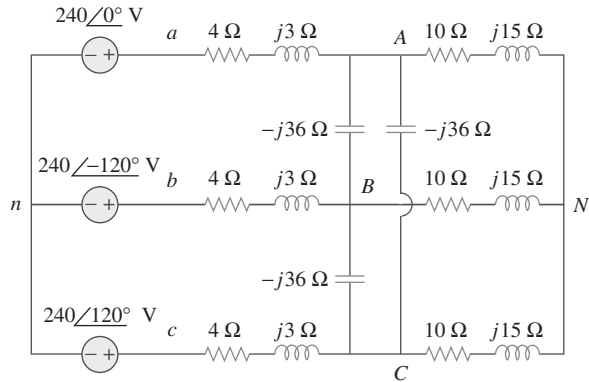 240/0° V
a 4 Ω j3 Ω A 10 Ω j15 Ω
−j36 Ω −j36 Ω
240/−120° V
b 4 Ω j3 Ω B 10 Ω j15 Ω
n N
−j36 Ω
240/120° V
c 4 Ω j3 Ω 10 Ω j15 Ω
C